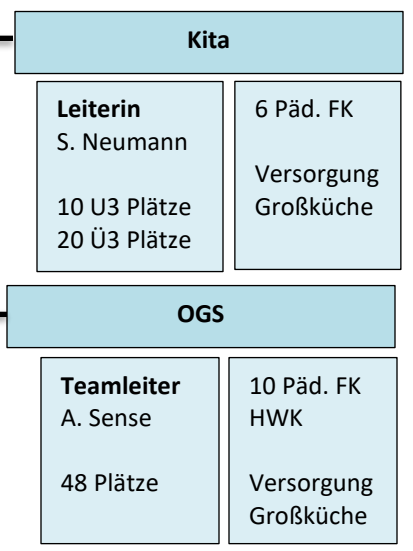 Kita
Leiterin
S. Neumann
10 U3 Plätze
20 Ü3 Plätze
6 Päd. FK
Versorgung
Großküche
OGS
Teamleiter
A. Sense
48 Plätze
10 Päd. FK
HWK
Versorgung
Großküche